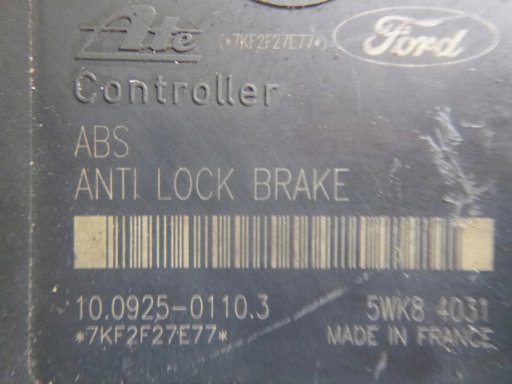 Ate (*7KF2F27E77*) Ford
Controller
ABS
ANTI LOCK BRAKE
10.0925-0110.3 5WK8 4031
*7KF2F27E77* MADE IN FRANCE